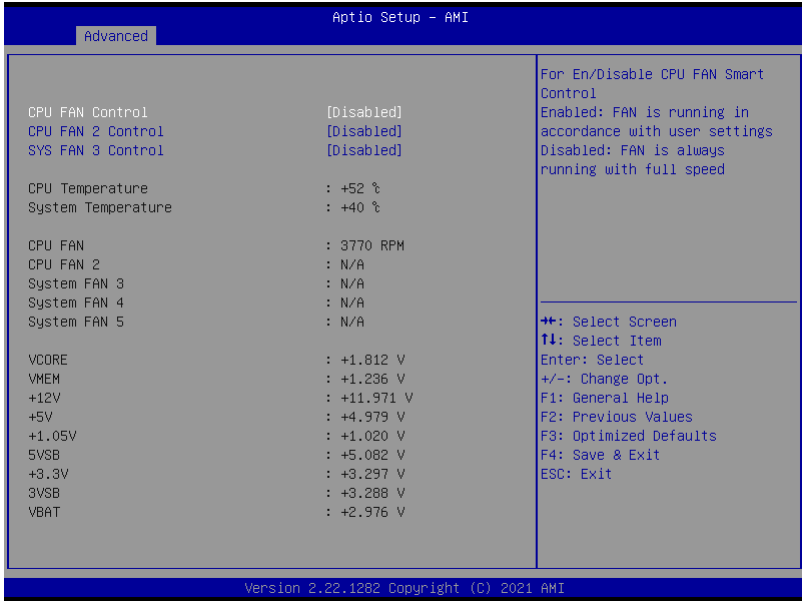 Aptio Setup – AMI
Advanced
CPU FAN Control [Disabled]
CPU FAN 2 Control [Disabled]
SYS FAN 3 Control [Disabled]
CPU Temperature : +52 ℃
System Temperature : +40 ℃
CPU FAN : 3770 RPM
CPU FAN 2 : N/A
System FAN 3 : N/A
System FAN 4 : N/A
System FAN 5 : N/A
VCORE : +1.812 V
VMEM : +1.236 V
+12V : +11.971 V
+5V : +4.979 V
+1.05V : +1.020 V
5VSB : +5.082 V
+3.3V : +3.297 V
3VSB : +3.288 V
VBAT : +2.976 V
For En/Disable CPU FAN Smart
Control
Enabled: FAN is running in
accordance with user settings
Disabled: FAN is always
running with full speed
→←: Select Screen
↑↓: Select Item
Enter: Select
+/-: Change Opt.
F1: General Help
F2: Previous Values
F3: Optimized Defaults
F4: Save & Exit
ESC: Exit
Version 2.22.1282 Copyright (C) 2021 AMI